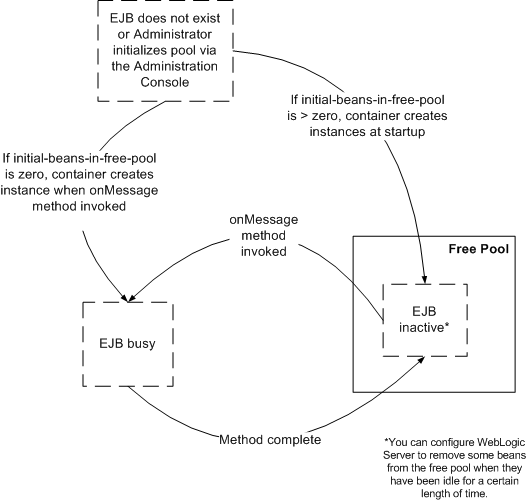 EJB does not exist
or Administrator
initializes pool via
the Administration
Console
If initial-beans-in-free-pool
is > zero, container creates
instances at startup
If initial-beans-in-free-pool
is zero, container creates
instance when onMessage
method invoked
onMessage
method
invoked
Free Pool
EJB
inactive*
EJB busy
Method complete
*You can configure WebLogic
Server to remove some beans
from the free pool when they
have been idle for a certain
length of time.